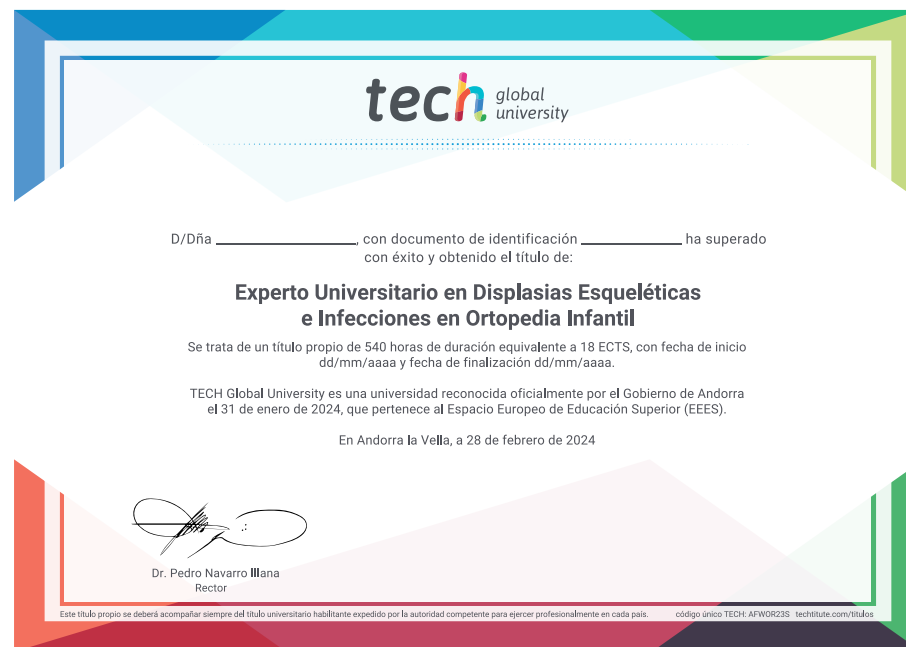 tech global university
D/Dña ____________________, con documento de identificación ______________ ha superado
con éxito y obtenido el título de:
Experto Universitario en Displasias Esqueléticas
e Infecciones en Ortopedia Infantil
Se trata de un título propio de 540 horas de duración equivalente a 18 ECTS, con fecha de inicio
dd/mm/aaaa y fecha de finalización dd/mm/aaaa.
TECH Global University es una universidad reconocida oficialmente por el Gobierno de Andorra
el 31 de enero de 2024, que pertenece al Espacio Europeo de Educación Superior (EEES).
En Andorra la Vella, a 28 de febrero de 2024
Dr. Pedro Navarro Illana
Rector
Este título propio se deberá acompañar siempre del título universitario habilitante expedido por la autoridad competente para ejercer profesionalmente en cada país. código único TECH: AFWOR23S techtitute.com/titulos